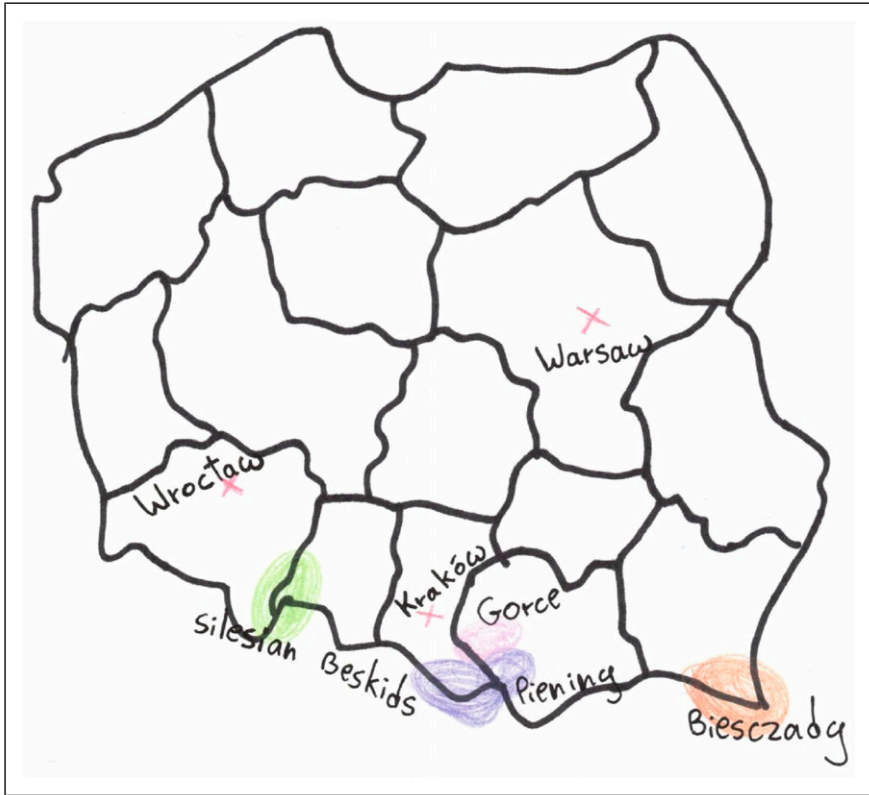 Warsaw
Wrocław
Kraków
Gorce
Silesian
Beskids
Piening
Biesczady